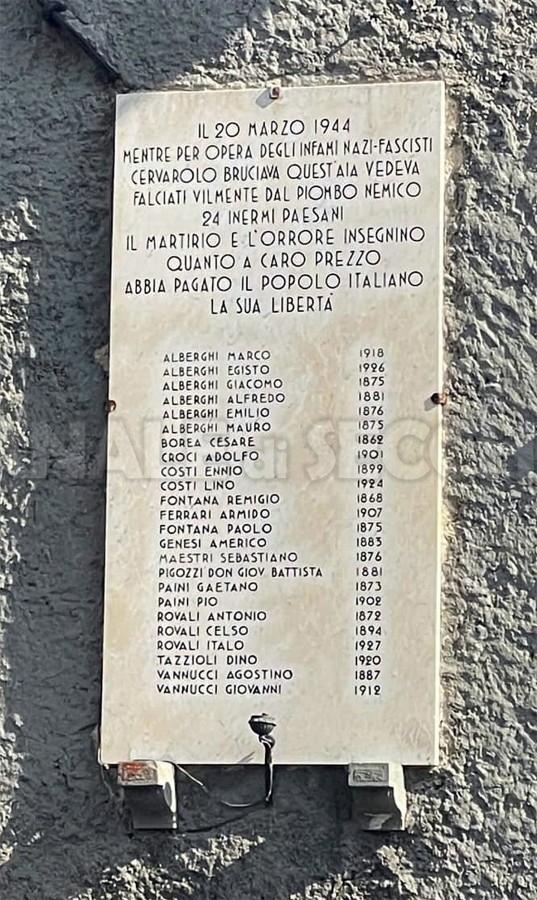 IL 20 MARZO 1944
MENTRE PER OPERA DEGLI INFAMI NAZI-FASCISTI
CERVAROLO BRUCIAVA QUEST'AIA VEDEVA
FALCIATI VILMENTE DAL PIOMBO NEMICO
24 INERMI PAESANI
IL MARTIRIO E L'ORRORE INSEGNINO
QUANTO A CARO PREZZO
ABBIA PAGATO IL POPOLO ITALIANO
LA SUA LIBERTA'
ALBERGHI MARCO 1918
ALBERGHI EGISTO 1926
ALBERGHI GIACOMO 1875
ALBERGHI ALFREDO 1881
ALBERGHI EMILIO 1876
ALBERGHI MAURO 1875
BOREA CESARE 1862
CROCI ADOLFO 1901
COSTI ENNIO 1899
COSTI LINO 1924
FONTANA REMIGIO 1868
FERRARI ARMIDO 1907
FONTANA PAOLO 1875
GENESI AMERICO 1883
MAESTRI SEBASTIANO 1876
PIGOZZI DON GIOV. BATTISTA 1881
PAINI GAETANO 1873
PAINI PIO 1902
ROVALI ANTONIO 1872
ROVALI CELSO 1894
ROVALI ITALO 1927
TAZZIOLI DINO 1920
VANNUCCI AGOSTINO 1887
VANNUCCI GIOVANNI 1912